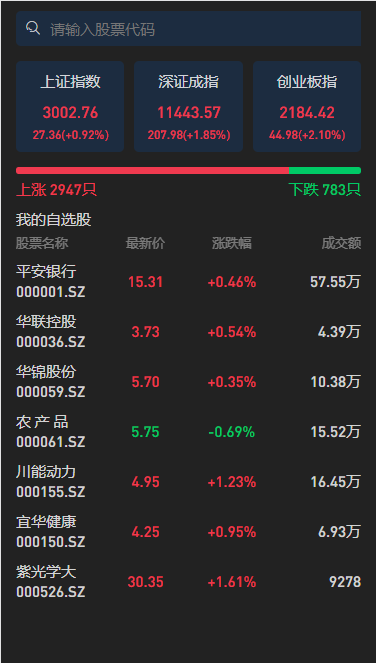 请输入股票代码
上证指数 深证成指 创业板指
3002.76 11443.57 2184.42
27.36(+0.92%) 207.98(+1.85%) 44.98(+2.10%)
上涨 2947只 下跌 783只
我的自选股
股票名称 最新价 涨跌幅 成交额
平安银行
000001.SZ 15.31 +0.46% 57.55万
华联控股
000036.SZ 3.73 +0.54% 4.39万
华锦股份
000059.SZ 5.70 +0.35% 10.38万
农 产 品
000061.SZ 5.75 -0.69% 15.52万
川能动力
000155.SZ 4.95 +1.23% 16.45万
宜华健康
000150.SZ 4.25 +0.95% 6.93万
紫光学大
000526.SZ 30.35 +1.61% 9278